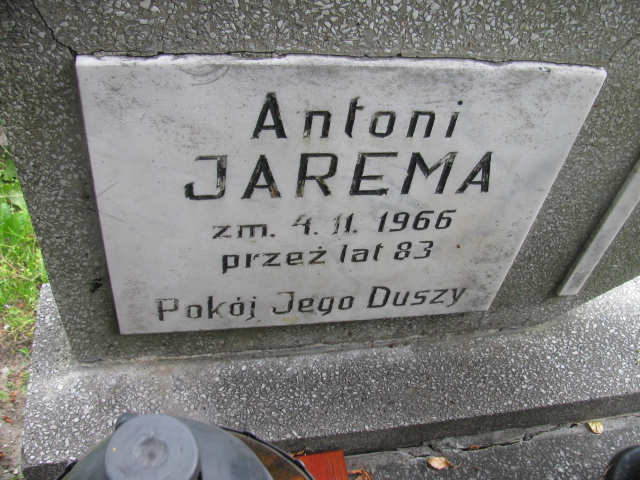 Antoni
JAREMA
zm. 4. 11. 1966
przeż lat 83
Pokój Jego Duszy